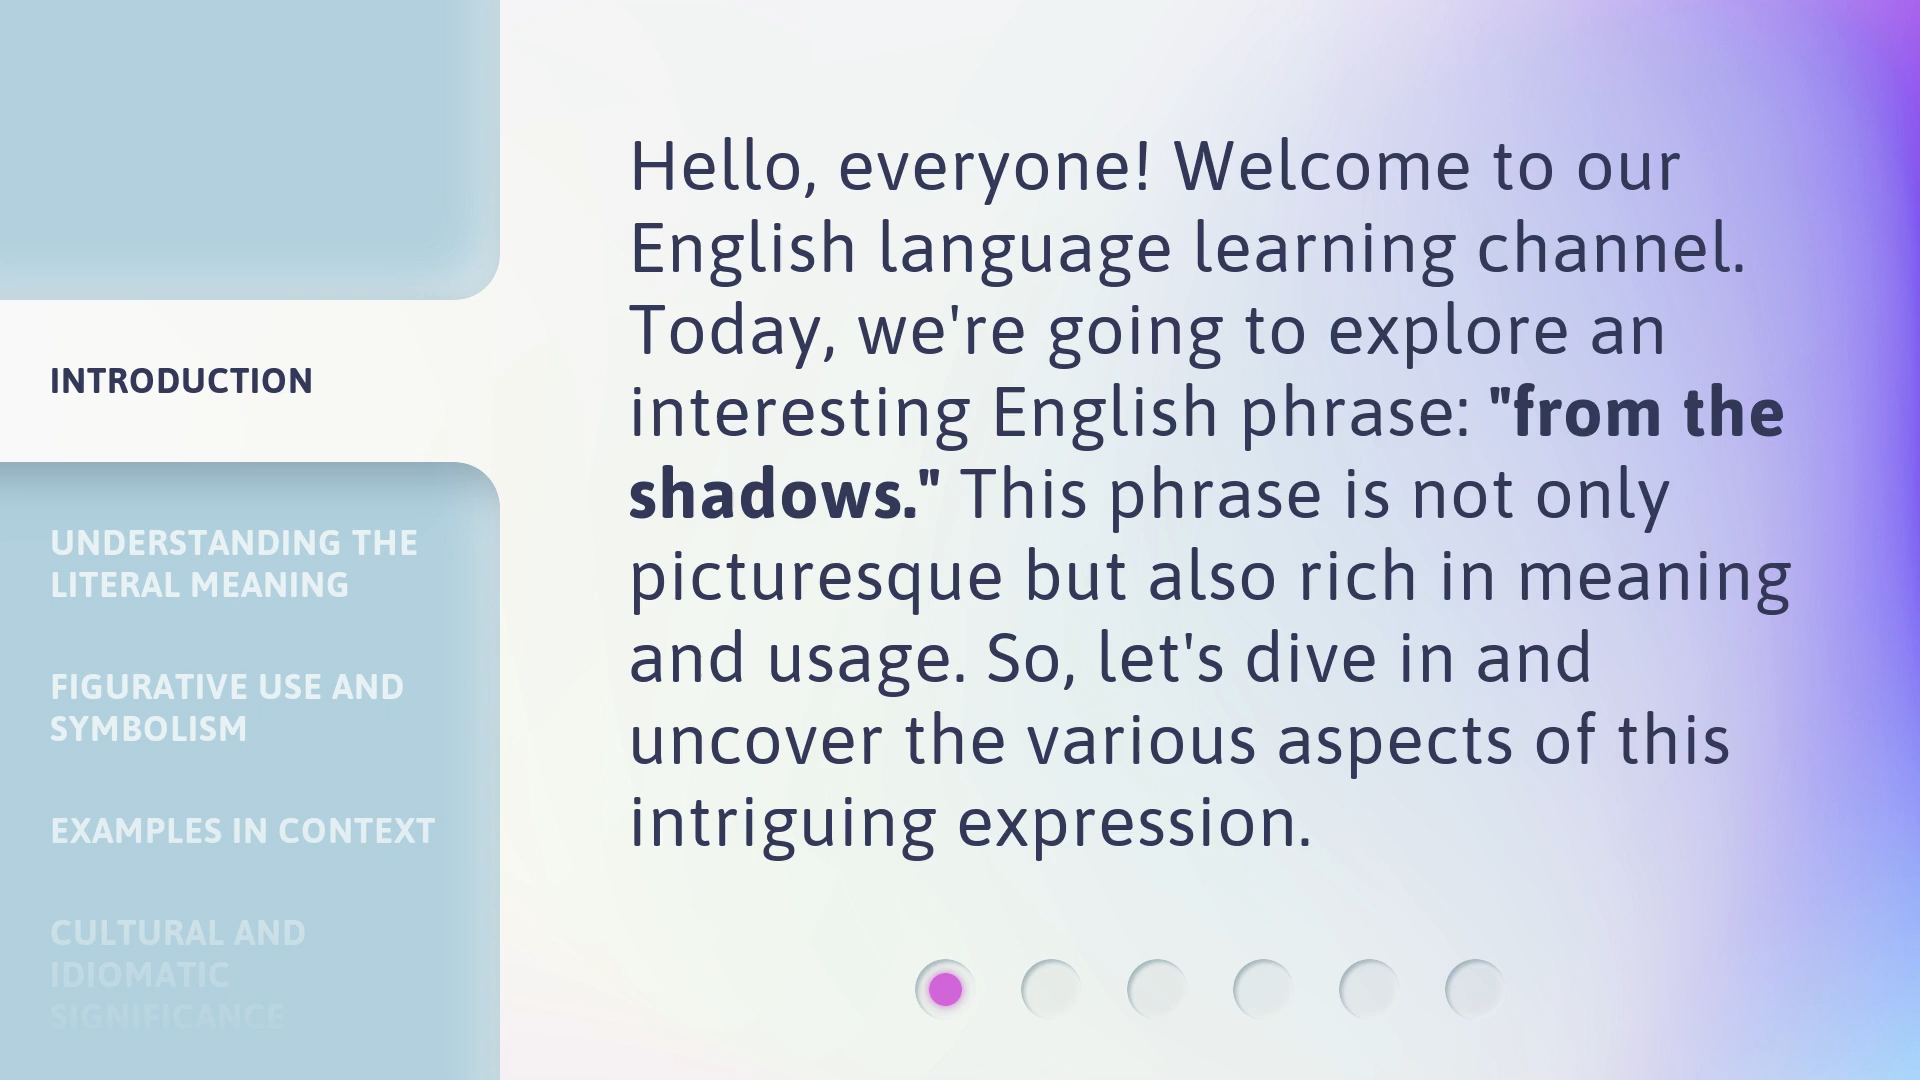 INTRODUCTION
UNDERSTANDING THE
LITERAL MEANING
FIGURATIVE USE AND
SYMBOLISM
EXAMPLES IN CONTEXT
CULTURAL AND
IDIOMATIC
SIGNIFICANCE
Hello, everyone! Welcome to our
English language learning channel.
Today, we're going to explore an
interesting English phrase: "from the
shadows." This phrase is not only
picturesque but also rich in meaning
and usage. So, let's dive in and
uncover the various aspects of this
intriguing expression.